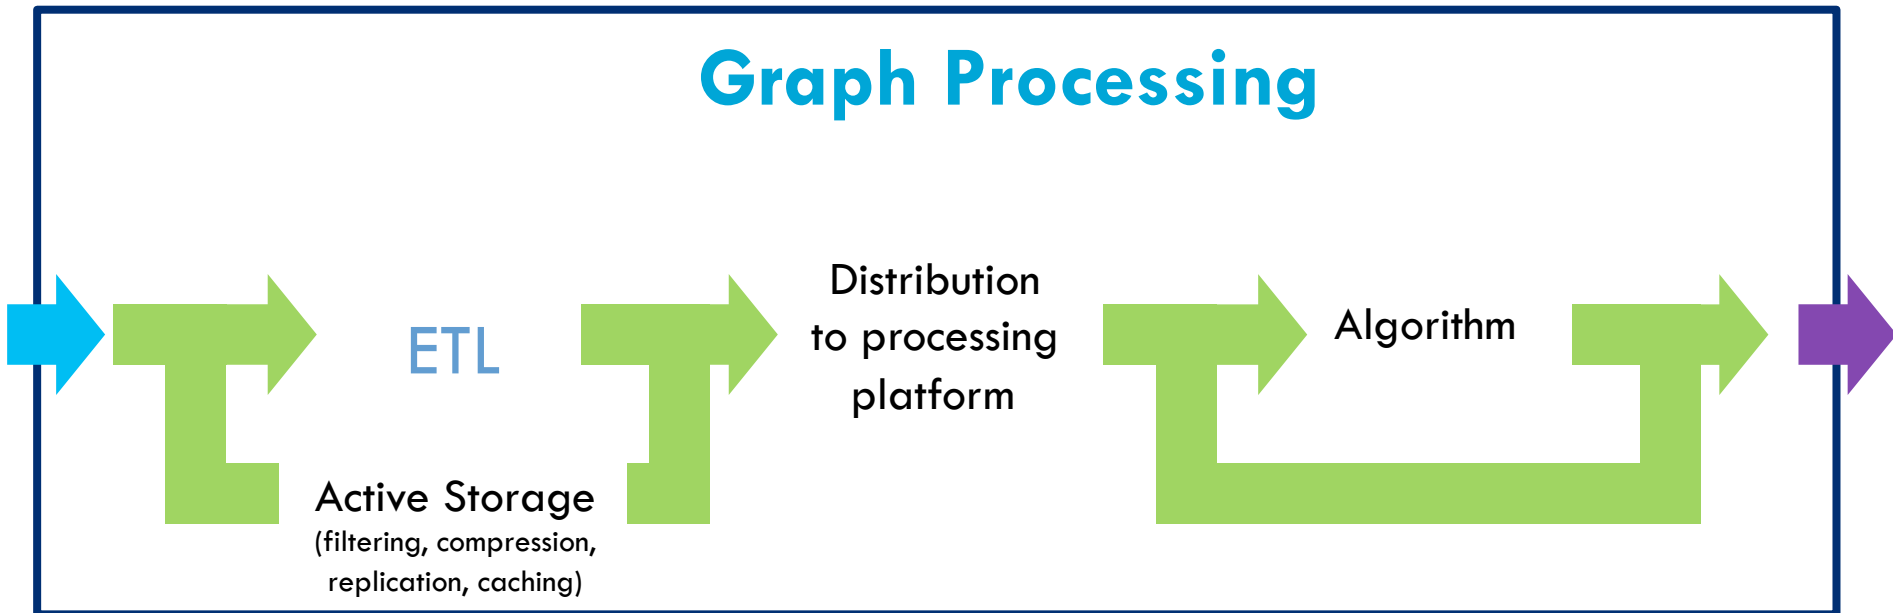 Graph Processing
ETL
Active Storage
(filtering, compression,
replication, caching)
Distribution
to processing
platform
Algorithm